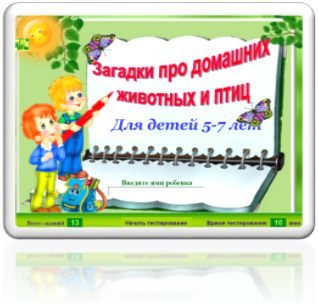 Загадки про домашних
животных и птиц
Для детей 5-7 лет
Введите имя ребенка
Всего заданий 13 Начать тестирование Время тестирования 10 мин